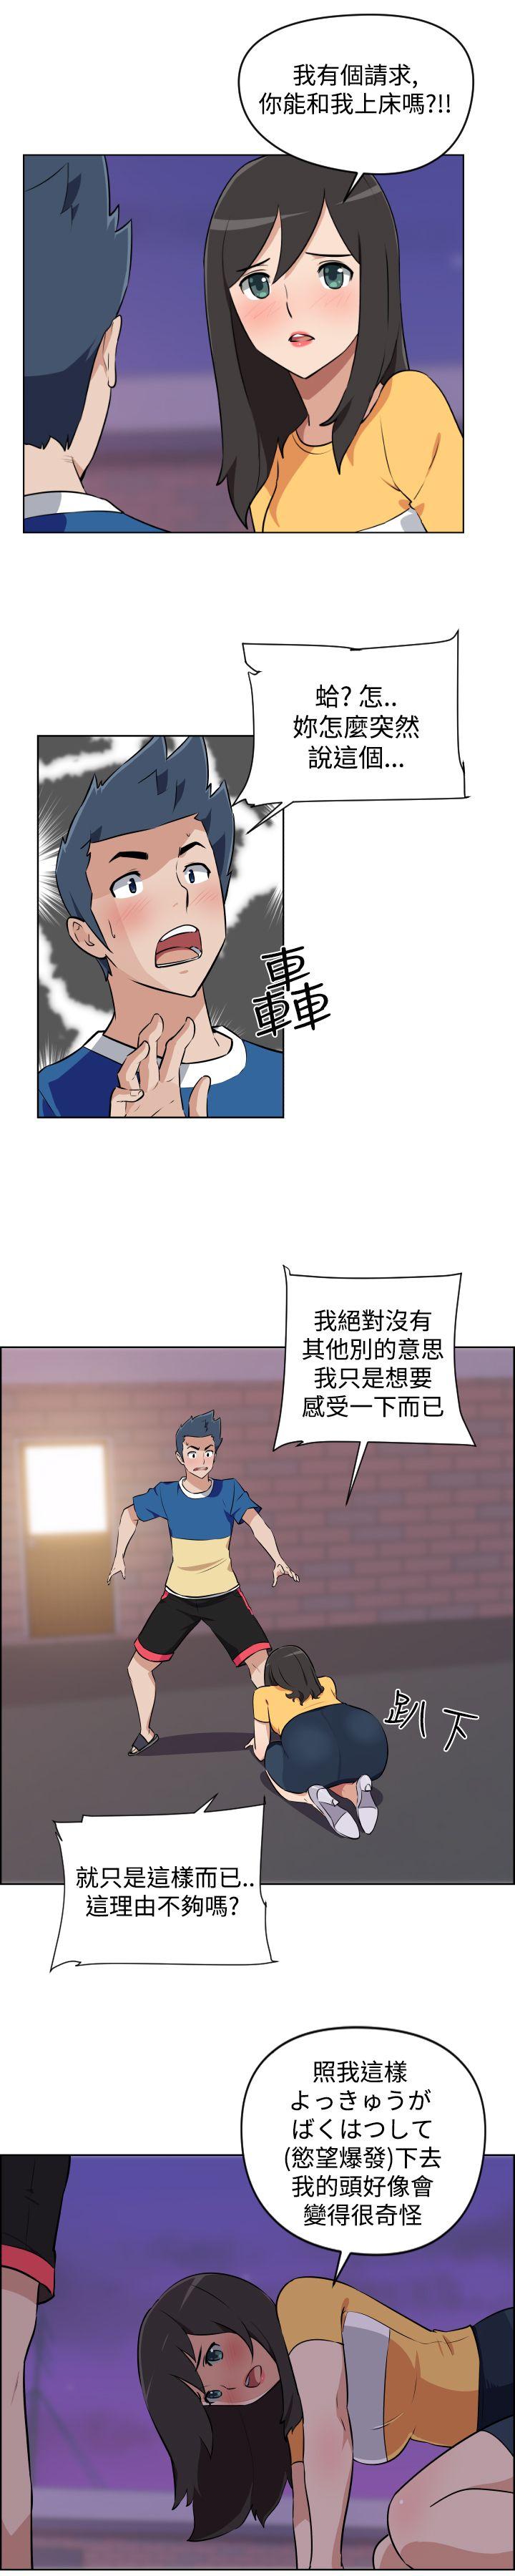 我有個請求,
你能和我上床嗎?!!
蛤? 怎..
妳怎麼突然
說這個...
轟
我絕對沒有
其他別的意思
我只是想要
感受一下而已
趴下
就只是這樣而已..
這理由不夠嗎?
照我這樣
よっきゅうが
ばくはつして
(慾望爆發)下去
我的頭好像會
變得很奇怪